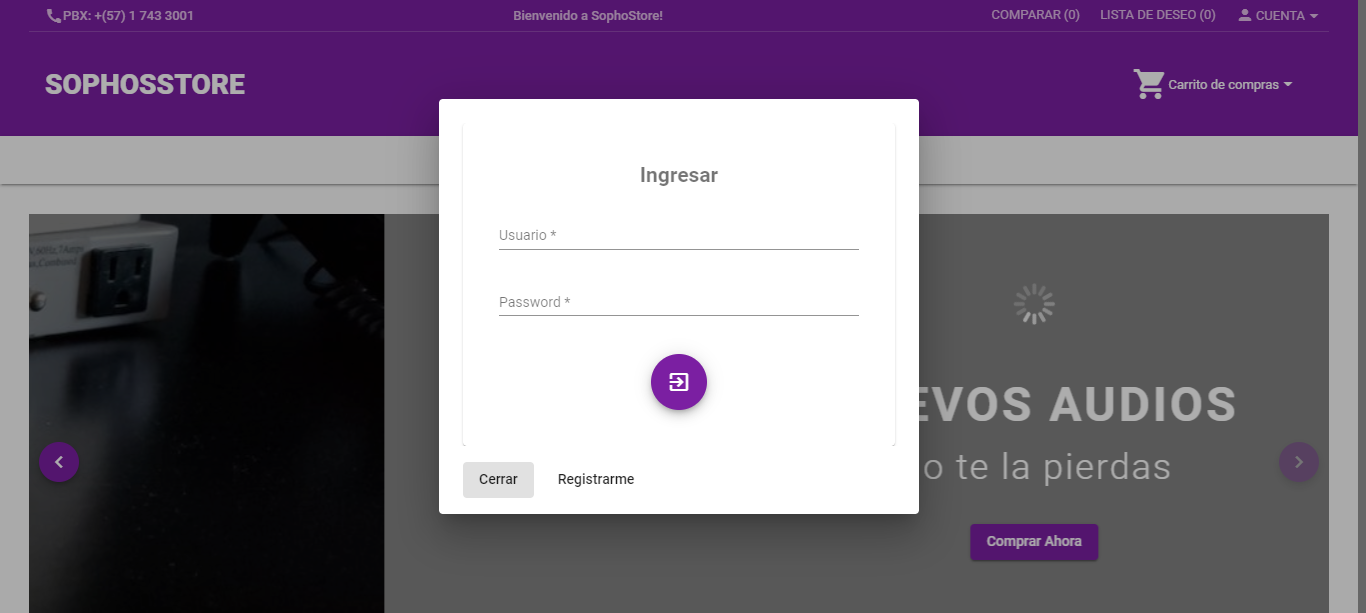 PBX: +(57) 1 743 3001
Bienvenido a SophoStore!
COMPARAR (0)
LISTA DE DESEO (0)
CUENTA
SOPHOSSTORE
Carrito de compras
Ingresar
Usuario *
Password *
Cerrar
Registrarme
EVOS AUDIOS
o te la pierdas
Comprar Ahora